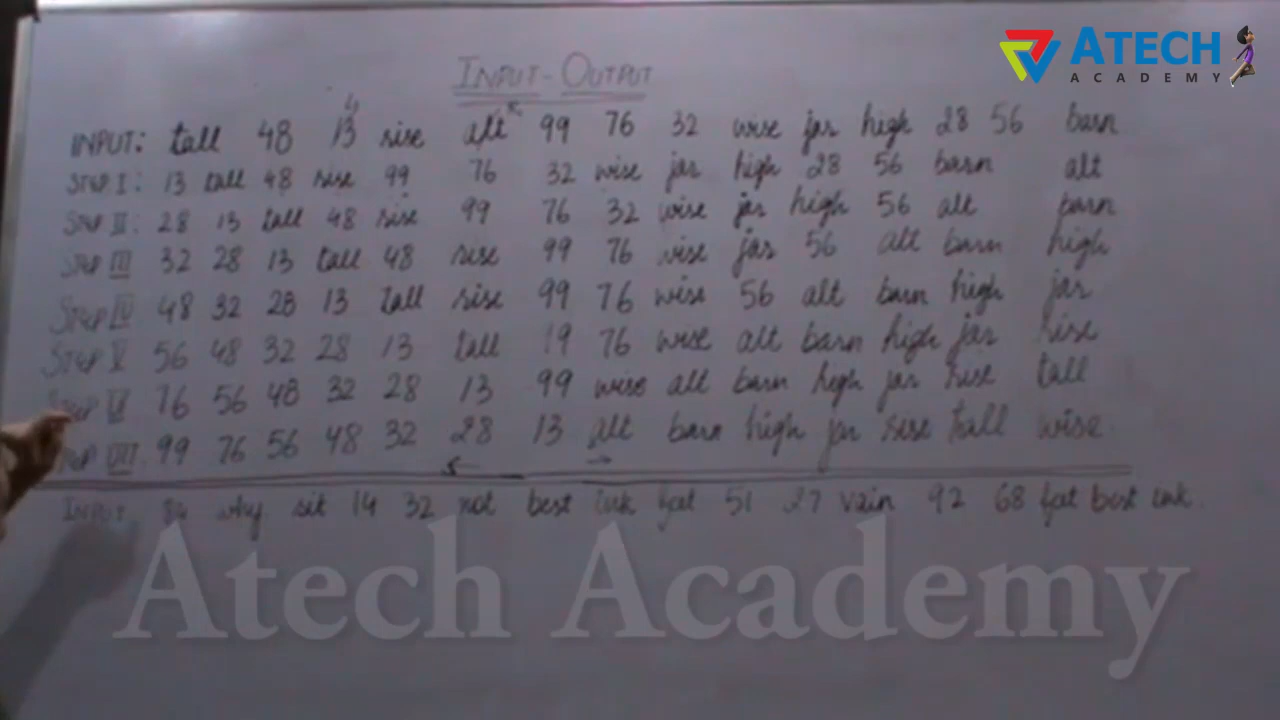 ATECH
ACADEMY
INPUT-OUTPUT
INPUT: tall 48 13 rise alt 99 76 32 wise jar high 28 56 barn
STEP I: 13 tall 48 rise 99 76 32 wise jar high 28 56 barn alt
STEP II: 28 13 tall 48 rise 99 76 32 wise jar high 56 alt barn
STEP III 32 28 13 tall 48 rise 99 76 wise jar 56 alt barn high
STEP IV 48 32 28 13 tall rise 99 76 wise 56 alt barn high jar
STEP V 56 48 32 28 13 tall 99 76 wise alt barn high jar rise
STEP VI 76 56 48 32 28 13 99 wise alt barn high jar rise tall
STEP VII 99 76 56 48 32 28 13 alt barn high jar rise tall wise
INPUT why sit 14 32 not best ink feat 51 27 vain 92 68 feat best ink
Atech Academy